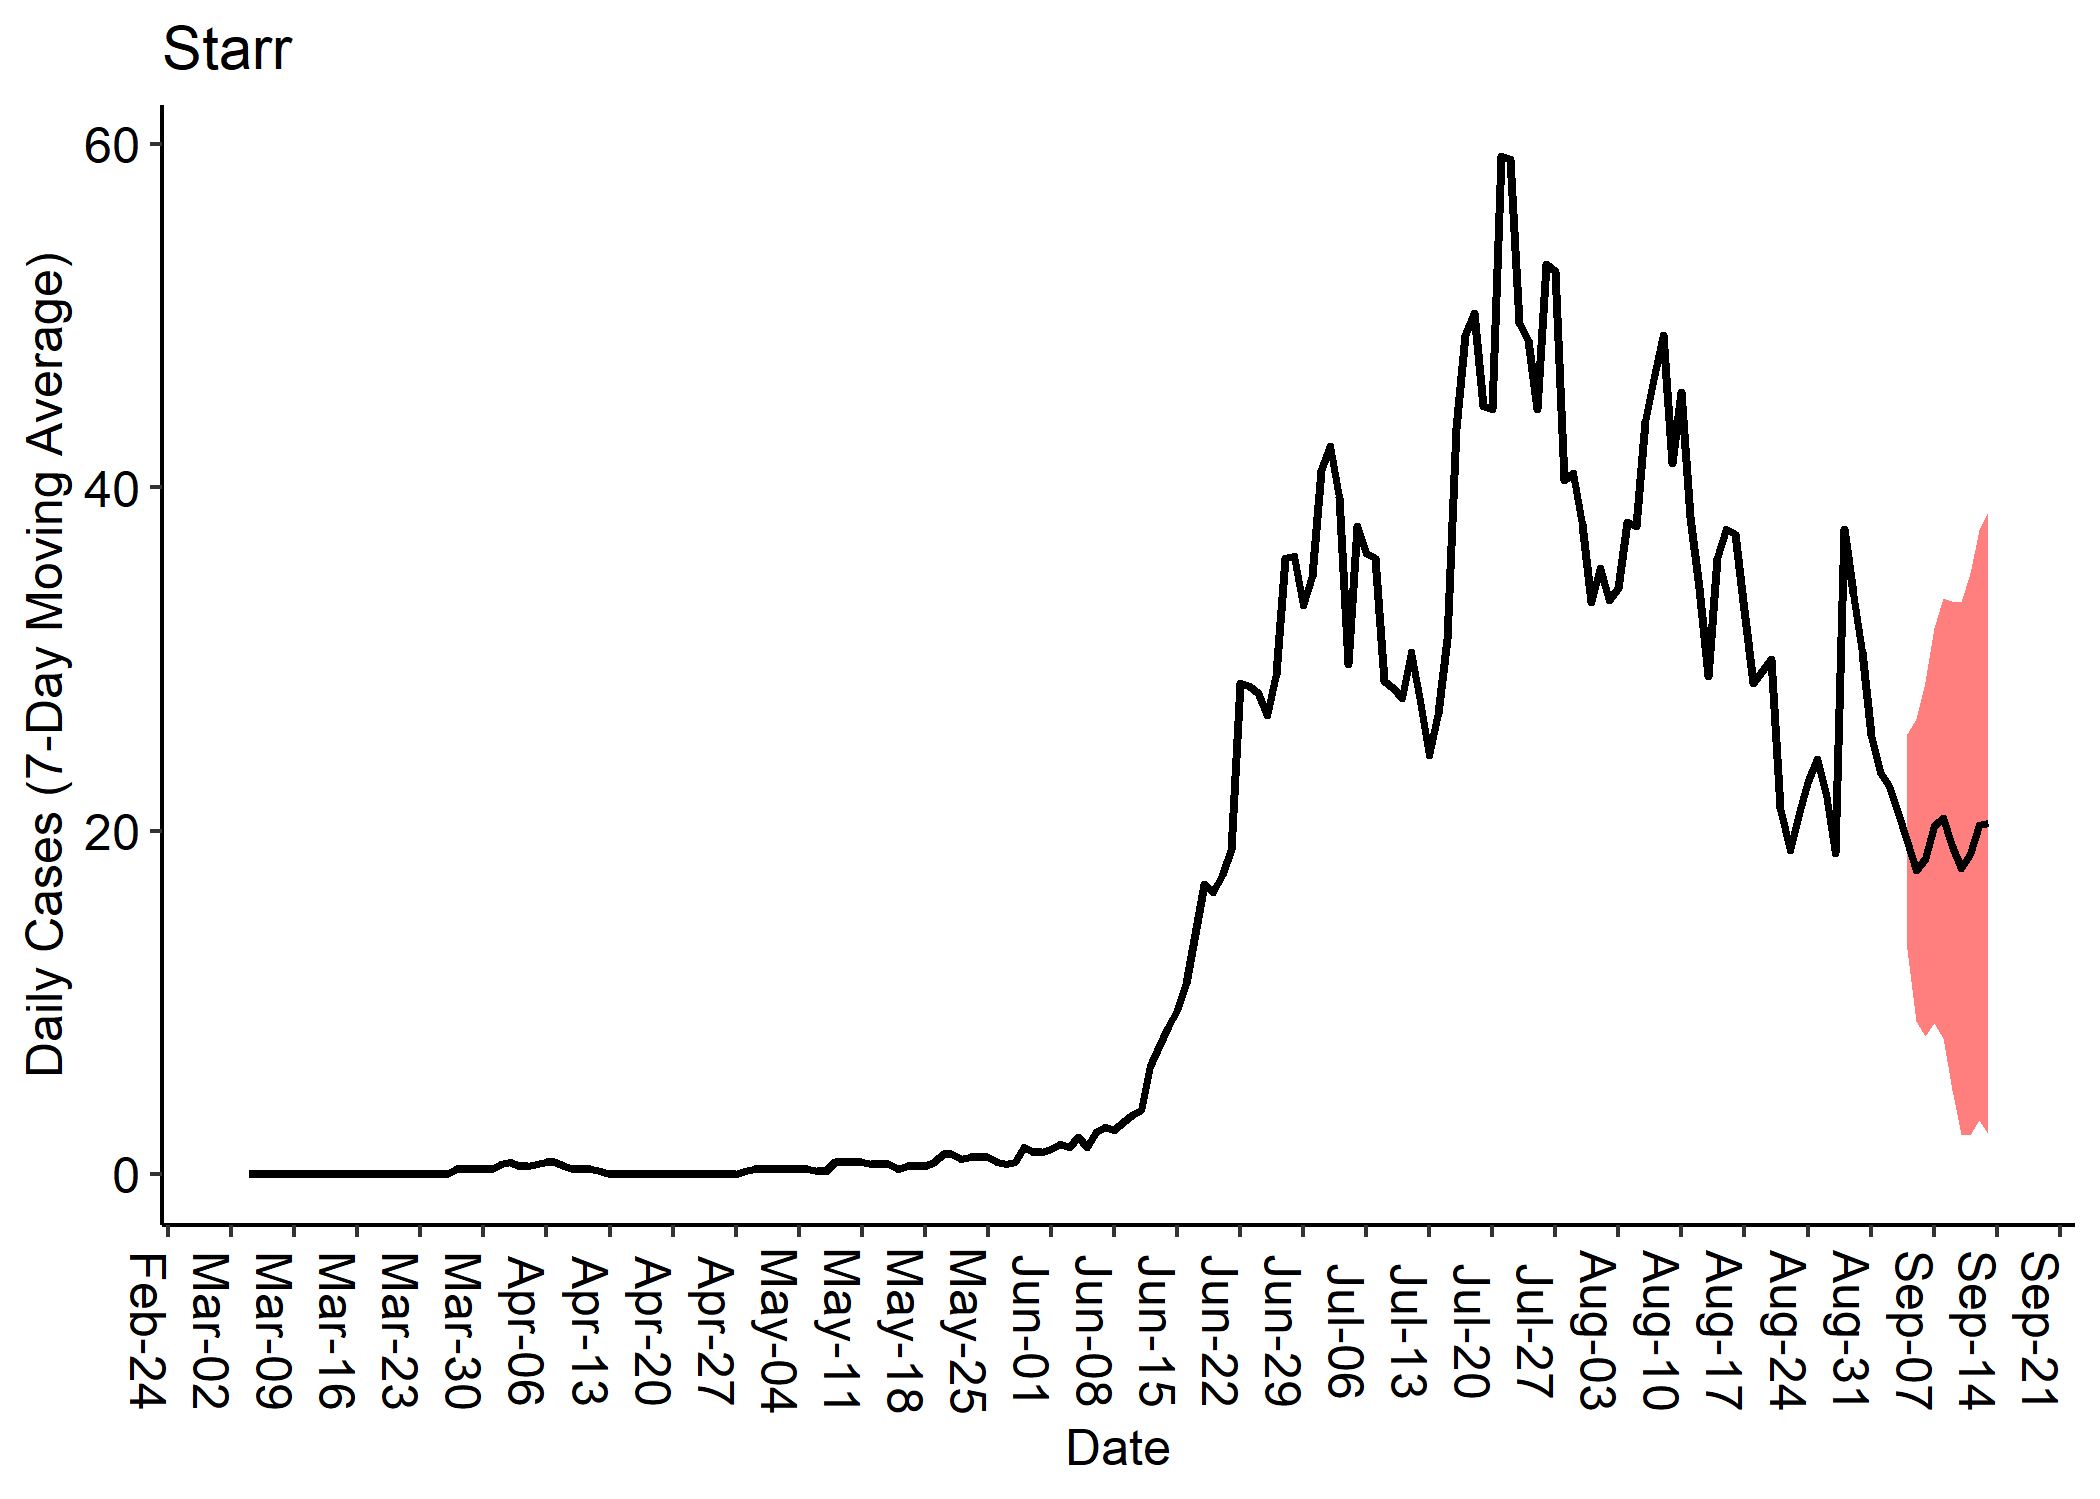 Starr
Daily Cases (7-Day Moving Average)
60
40
20
0
Feb-24
Mar-02
Mar-09
Mar-16
Mar-23
Mar-30
Apr-06
Apr-13
Apr-20
Apr-27
May-04
May-11
May-18
May-25
Jun-01
Jun-08
Jun-15
Jun-22
Jun-29
Jul-06
Jul-13
Jul-20
Jul-27
Aug-03
Aug-10
Aug-17
Aug-24
Aug-31
Sep-07
Sep-14
Sep-21
Date